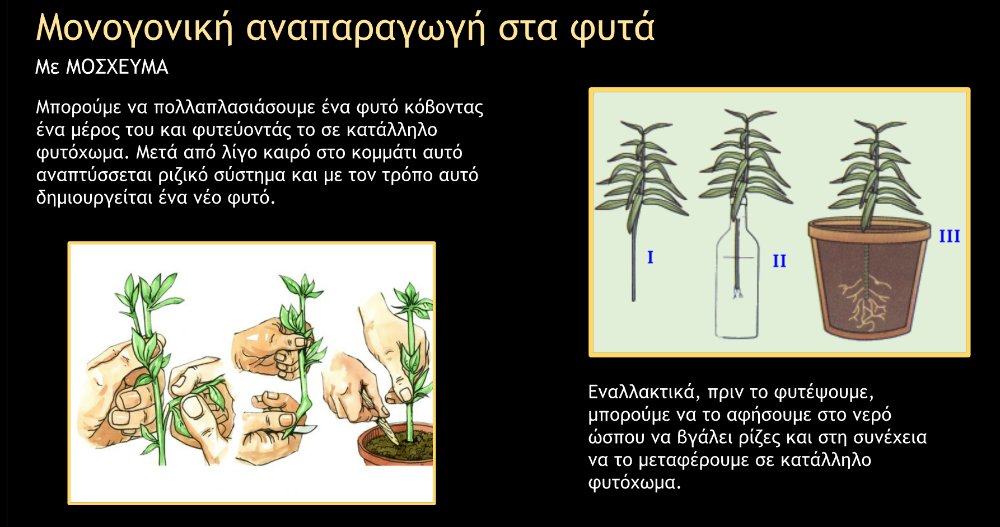 Μονογονική αναπαραγωγή στα φυτά
Με ΜΟΣΧΕΥΜΑ
Μπορούμε να πολλαπλασιάσουμε ένα φυτό κόβοντας
ένα μέρος του και φυτεύοντάς το σε κατάλληλο
φυτόχωμα. Μετά από λίγο καιρό στο κομμάτι αυτό
αναπτύσσεται ριζικό σύστημα και με τον τρόπο αυτό
δημιουργείται ένα νέο φυτό.
I
II
III
Εναλλακτικά, πριν το φυτέψουμε,
μπορούμε να το αφήσουμε στο νερό
ώσπου να βγάλει ρίζες και στη συνέχεια
να το μεταφέρουμε σε κατάλληλο
φυτόχωμα.